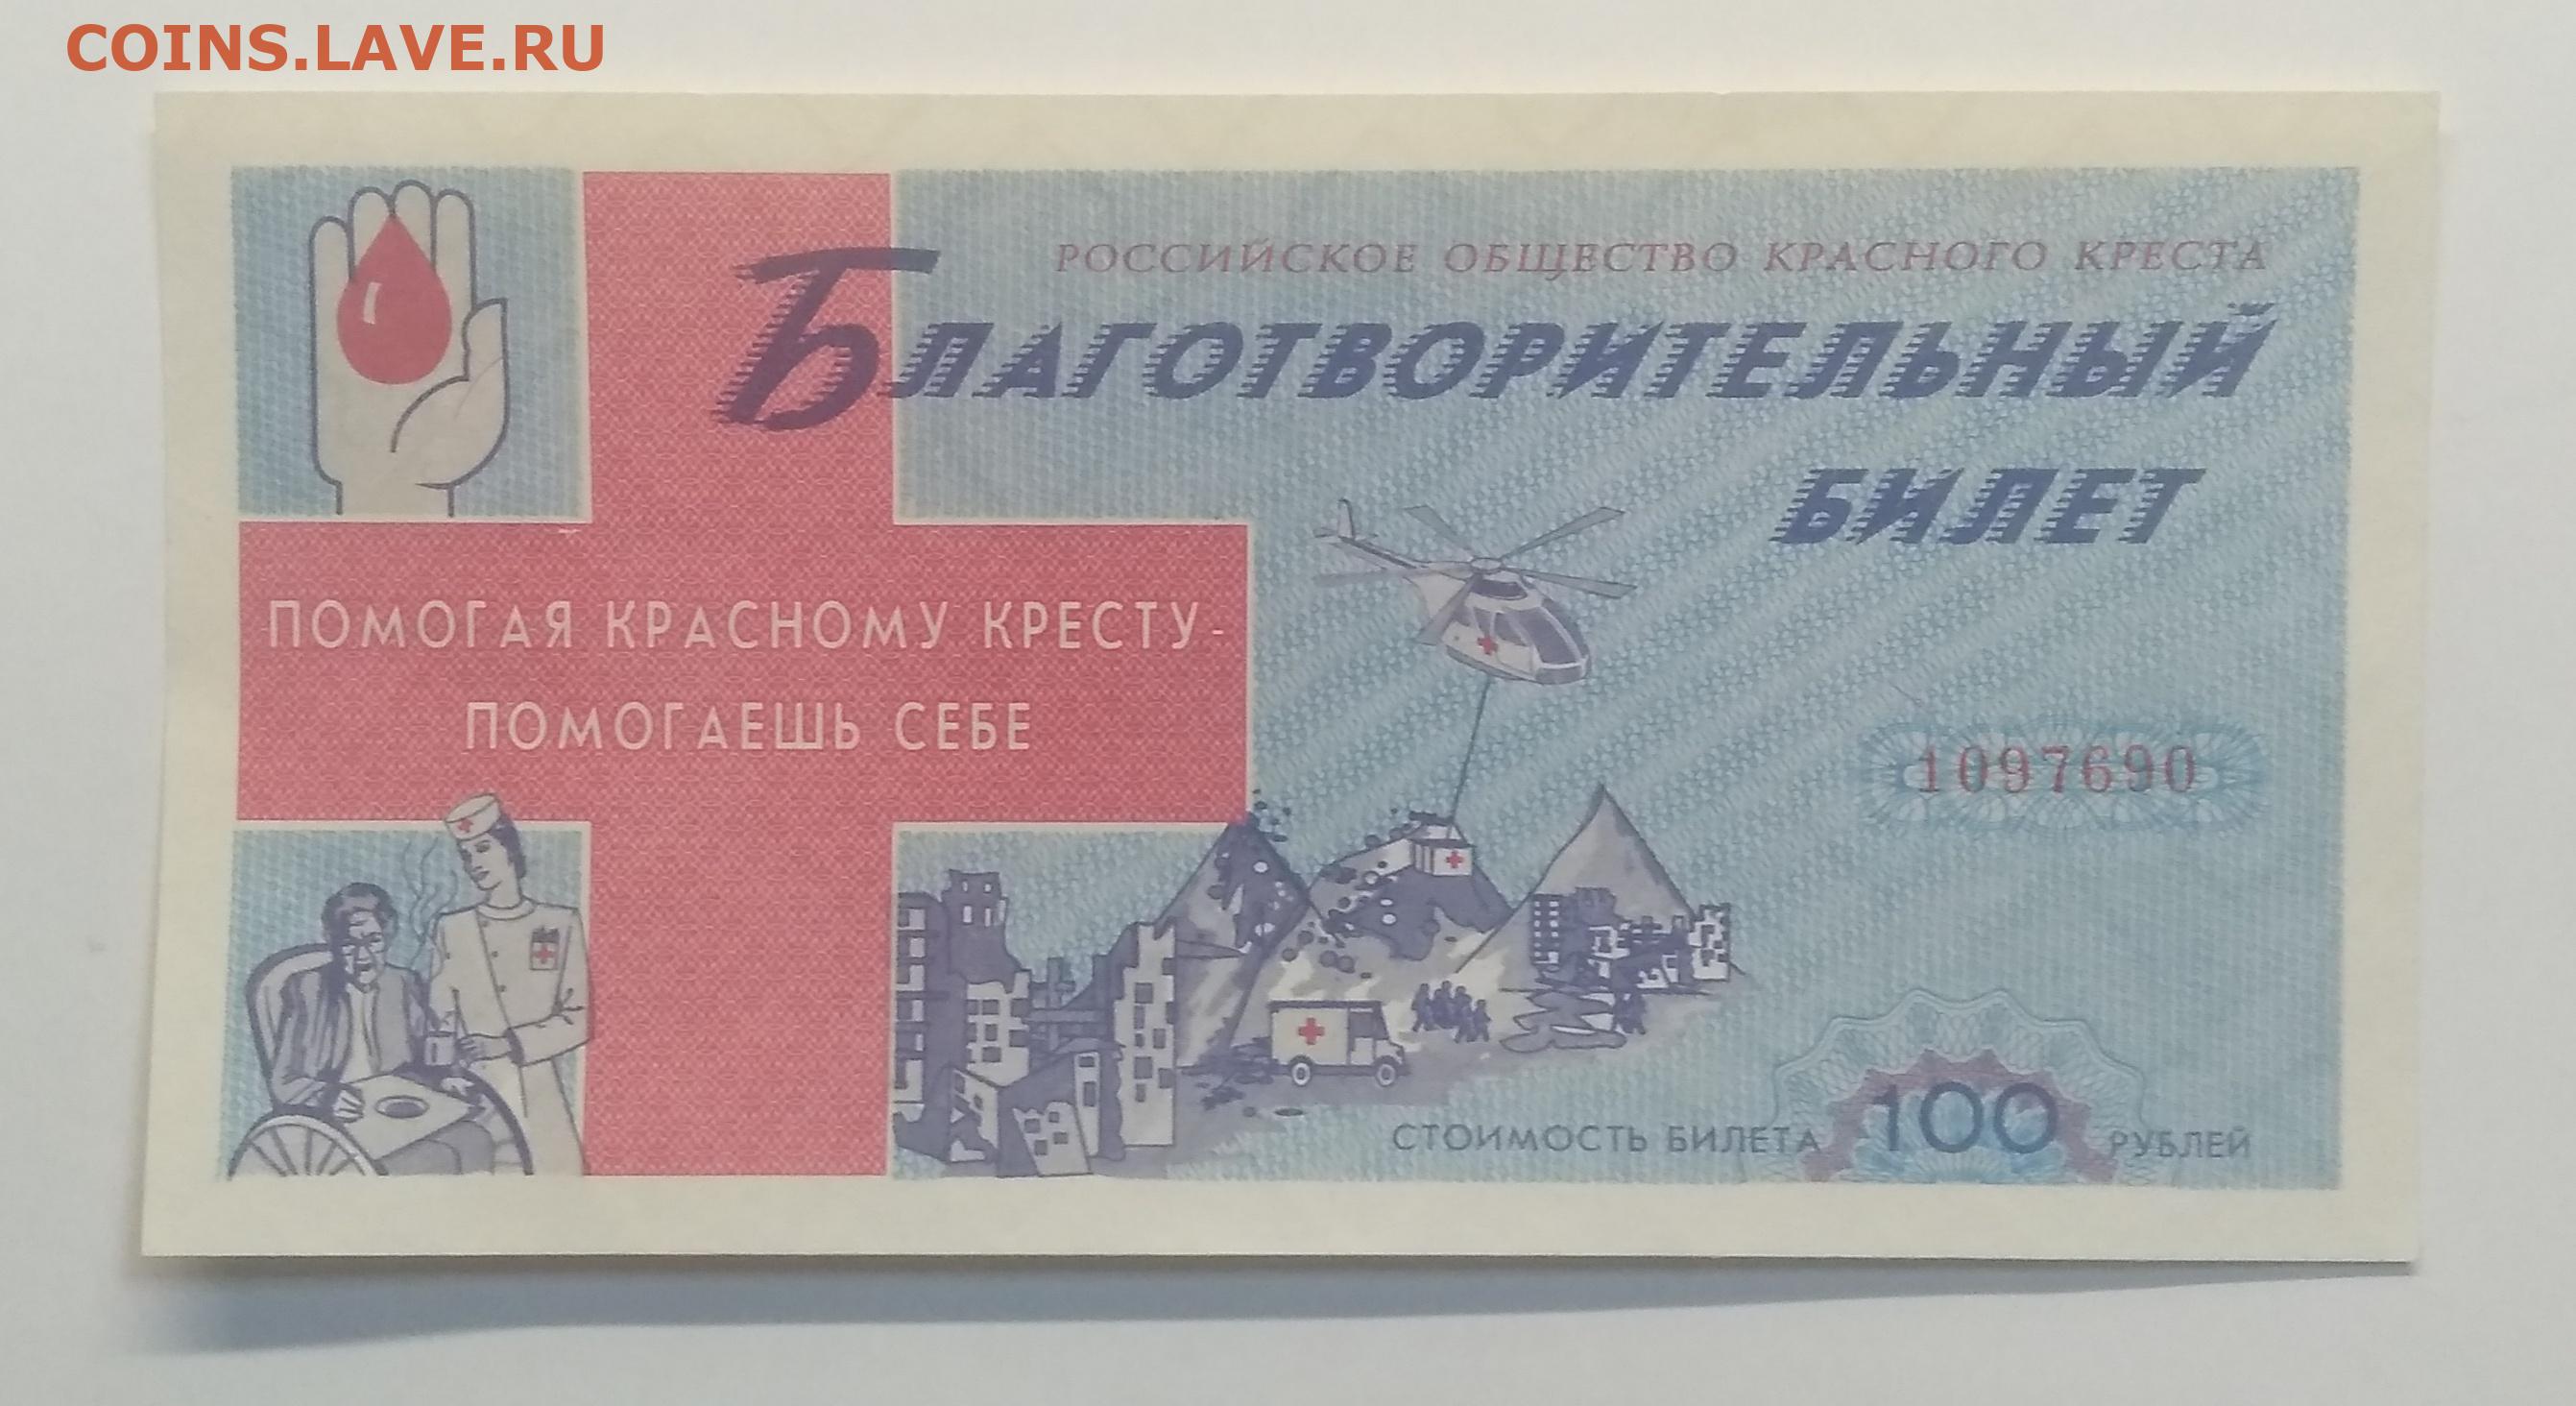 COINS.LAVE.RU
РОССИЙСКОЕ ОБЩЕСТВО КРАСНОГО КРЕСТА
БЛАГОТВОРИТЕЛЬНЫЙ
БИЛЕТ
ПОМОГАЯ КРАСНОМУ КРЕСТУ-
ПОМОГАЕШЬ СЕБЕ
1097690
СТОИМОСТЬ БИЛЕТА 100 РУБЛЕЙ